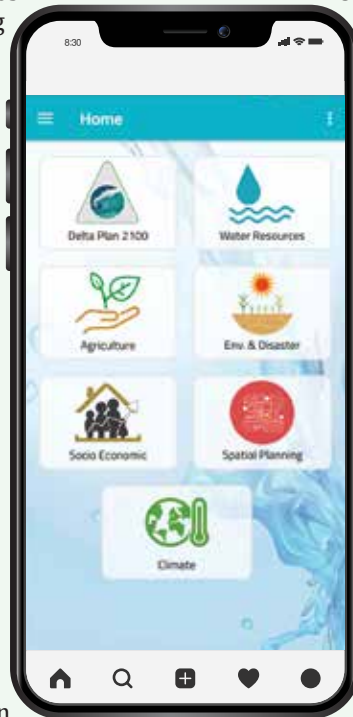 g
8:30
Home
Delta Plan 2100
Water Resources
Agriculture
Env. & Disaster
Socio Economic
Spatial Planning
Climate
n